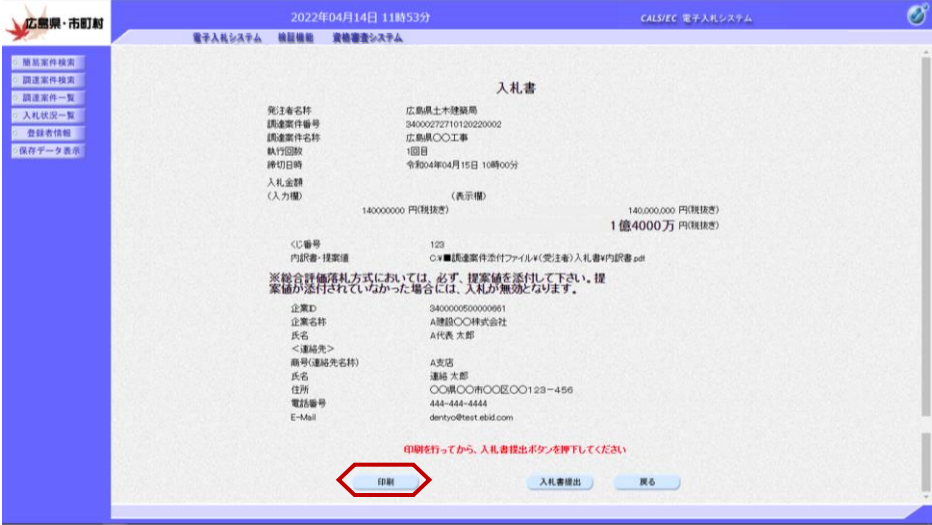 広島県・市町村
2022年04月14日 11時53分
CALS/EC 電子入札システム
電子入札システム 検証機能 資格審査システム
簡易案件検索
調達案件検索
調達案件一覧
入札状況一覧
登録者情報
保存データ表示
入札書
発注者名称 広島県土木建築局
調達案件番号 34000272710120220002
調達案件名称 広島県〇〇工事
執行回数 1回目
締切日時 令和04年04月15日 10時00分
入札金額
(入力欄) (表示欄)
140000000 円(税抜き) 140,000,000 円(税抜き)
1億4000万 円(税抜き)
くじ番号 123
内訳書・提案値 C:¥■調達案件添付ファイル¥(受注者)入札書¥内訳書.pdf
※総合評価落札方式においては、必ず、提案値を添付して下さい。提
案値が添付されていなかった場合には、入札が無効となります。
企業ID 3400000500000661
企業名称 A建設〇〇株式会社
氏名 A代表 太郎
<連絡先>
商号(連絡先名称) A支店
氏名 連絡 太郎
住所 〇〇県〇〇市〇〇区〇〇123-456
電話番号 444-444-4444
E-Mail dentyo@test.ebid.com
印刷を行ってから、入札書提出ボタンを押下してください
印刷 入札書提出 戻る